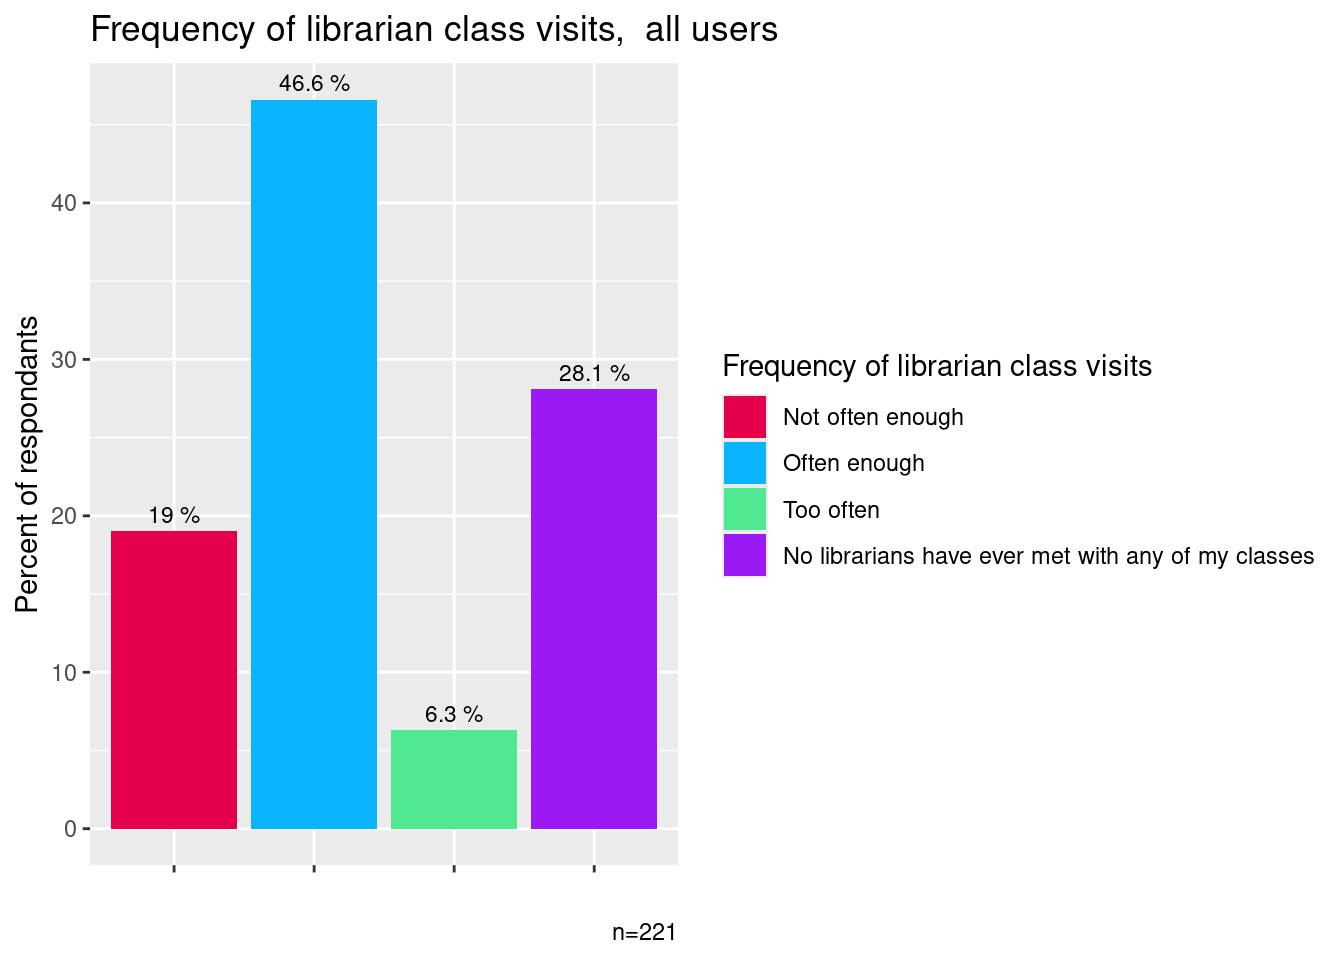 Frequency of librarian class visits,  all users
46.6 %
28.1 %
19 %
6.3 %
40
30
20
10
0
Percent of respondants
n=221
Frequency of librarian class visits
Not often enough
Often enough
Too often
No librarians have ever met with any of my classes